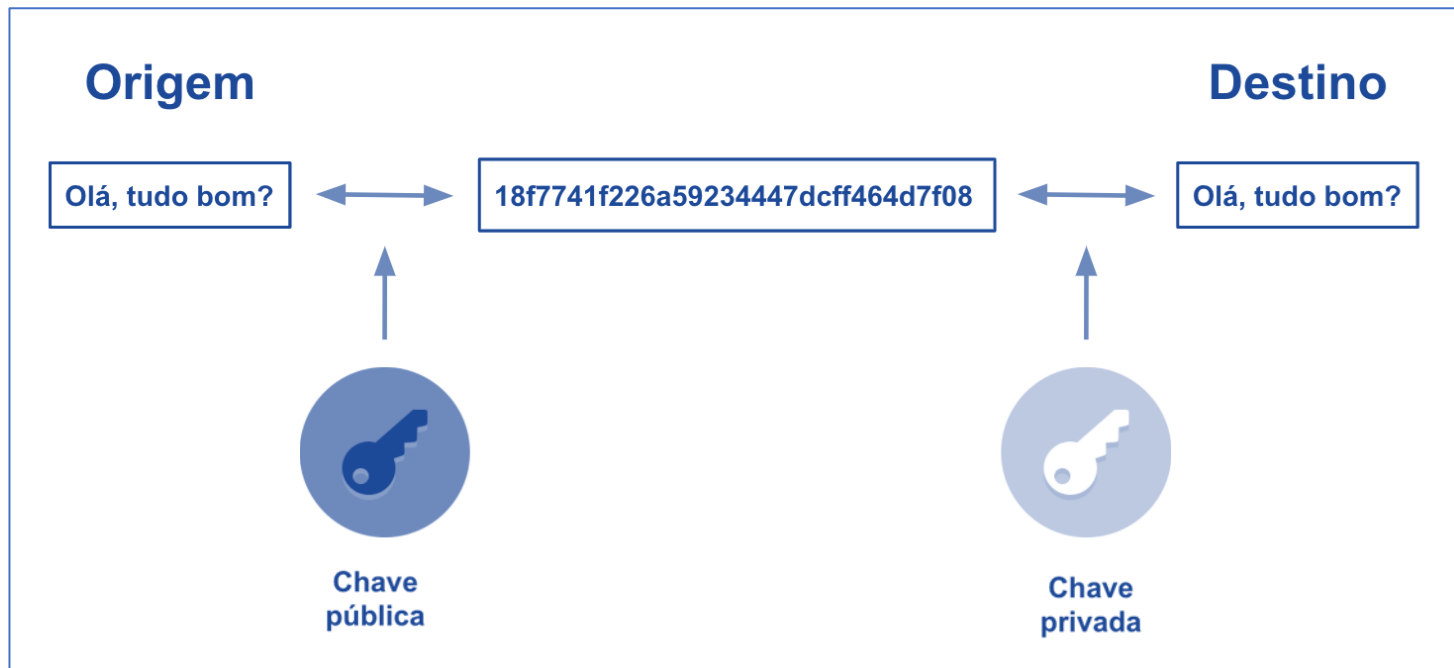 Origem
Destino
Olá, tudo bom?
18f7741f226a59234447dcff464d7f08
Olá, tudo bom?
Chave
pública
Chave
privada